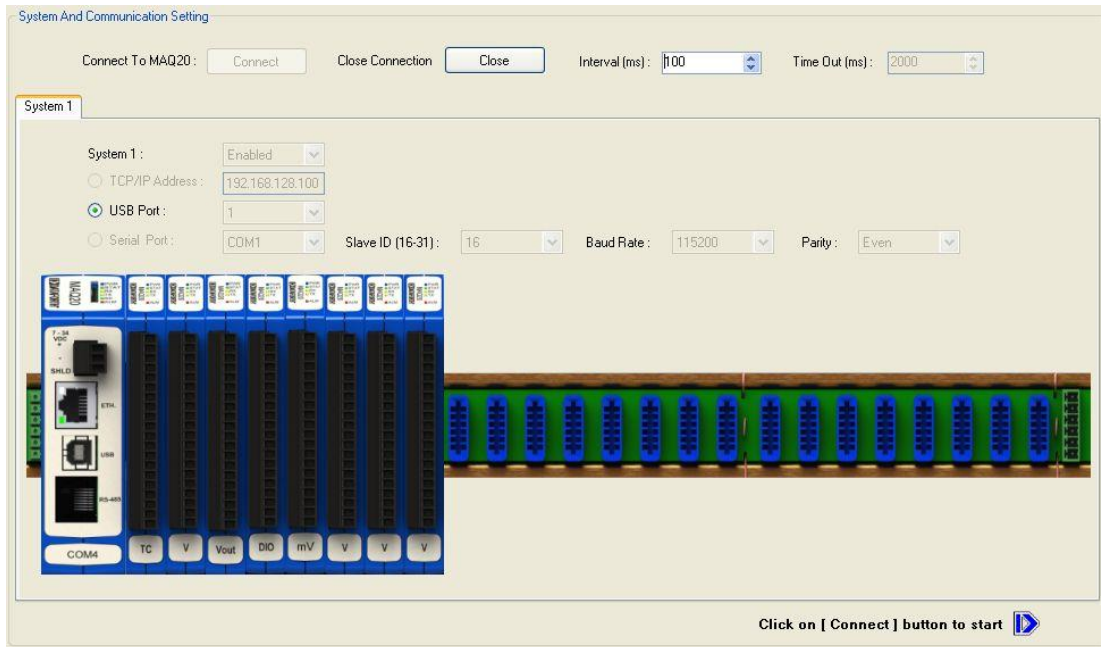 System And Communication Setting
Connect To MAQ20 : Connect Close Connection Close Interval (ms) : 100 Time Out (ms) : 2000
System 1
System 1 : Enabled
TCP/IP Address : 192.168.128.100
USB Port : 1
Serial Port : COM1 Slave ID (16-31) : 16 Baud Rate : 115200 Parity : Even
MAQ20
7 - 34
VDC
+
-
SHLD
ETH.
USB
RS-485
COM4 TC V Vout DIO mV V V V
Click on [ Connect ] button to start